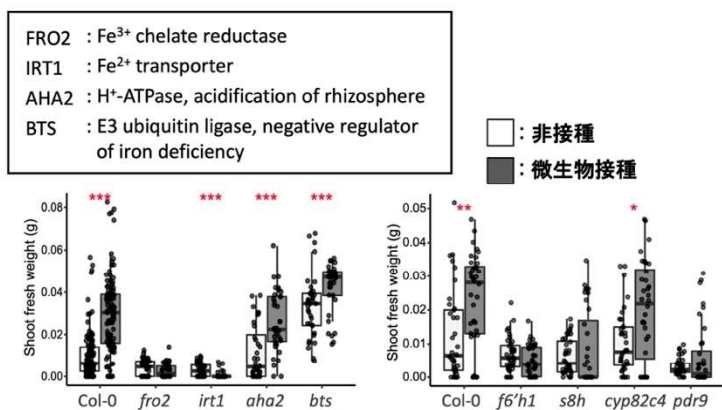 FRO2 : Fe³⁺ chelate reductase
IRT1 : Fe²⁺ transporter
AHA2 : H⁺-ATPase, acidification of rhizosphere
BTS : E3 ubiquitin ligase, negative regulator
of iron deficiency
□: 非接種
■: 微生物接種
Shoot fresh weight (g)
0.08
0.06
0.04
0.02
0.00
*** *** *** ***
Col-0 fro2 irt1 aha2 bts
Shoot fresh weight (g)
0.05
0.04
0.03
0.02
0.01
0.00
** *
Col-0 f6'h1 s8h cyp82c4 pdr9